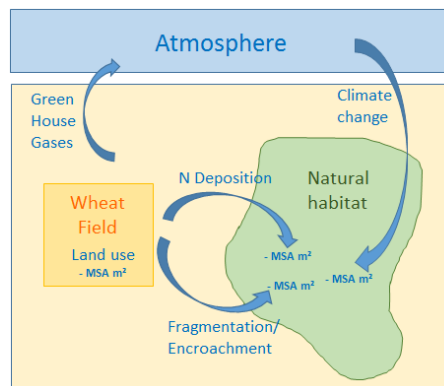 Atmosphere
Green
House
Gases
Climate
change
N Deposition
Natural
habitat
Wheat
Field
Land use
- MSA m²
- MSA m²
- MSA m²
- MSA m²
Fragmentation/
Encroachment